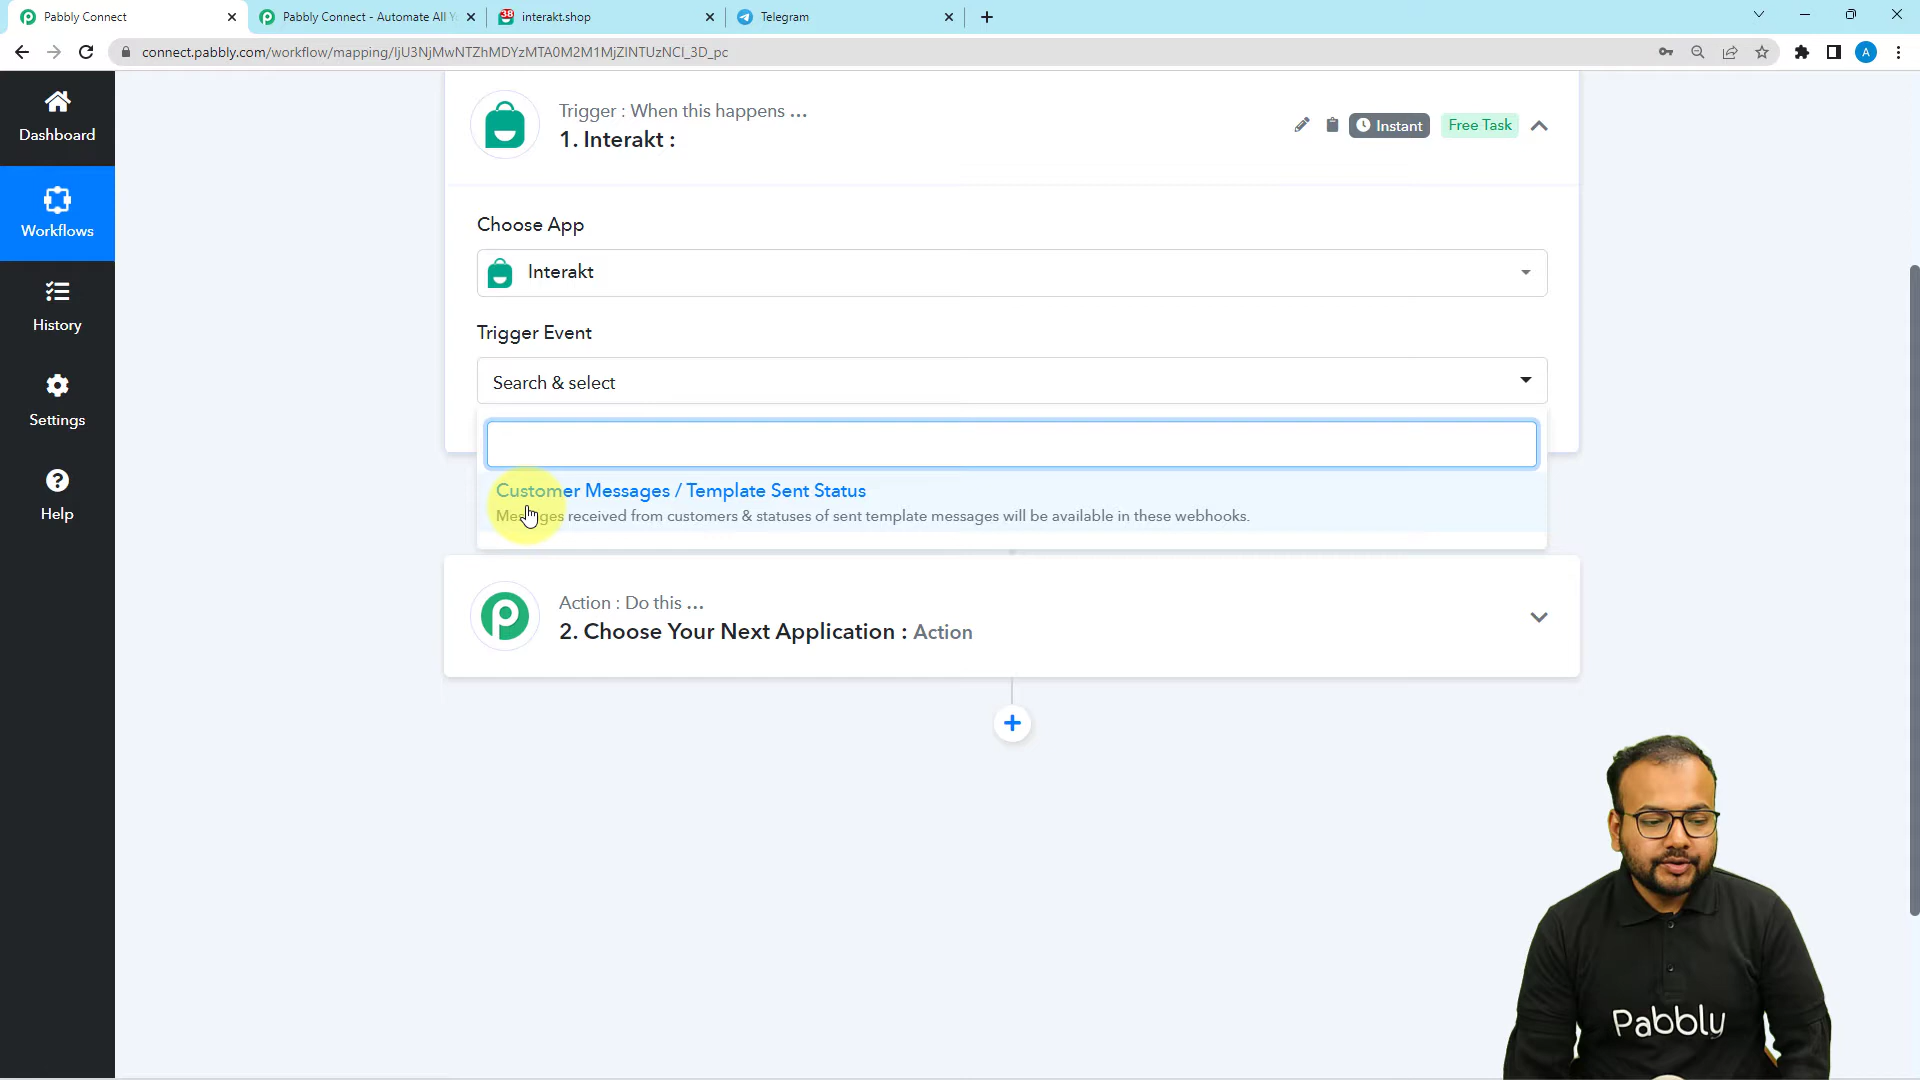 Pabbly Connect
Pabbly Connect - Automate All Y
38
interakt.shop
Telegram
connect.pabbly.com/workflow/mapping/IjU3NjMwNTZhMDYzMTA0M2M1MjZlNTUzNCI_3D_pc
A
Dashboard
Workflows
History
Settings
Help
Trigger : When this happens ...
1. Interakt :
Instant
Free Task
Choose App
Interakt
Trigger Event
Search & select
Customer Messages / Template Sent Status
Messages received from customers & statuses of sent template messages will be available in these webhooks.
Action : Do this ...
2. Choose Your Next Application : Action
Pabbly